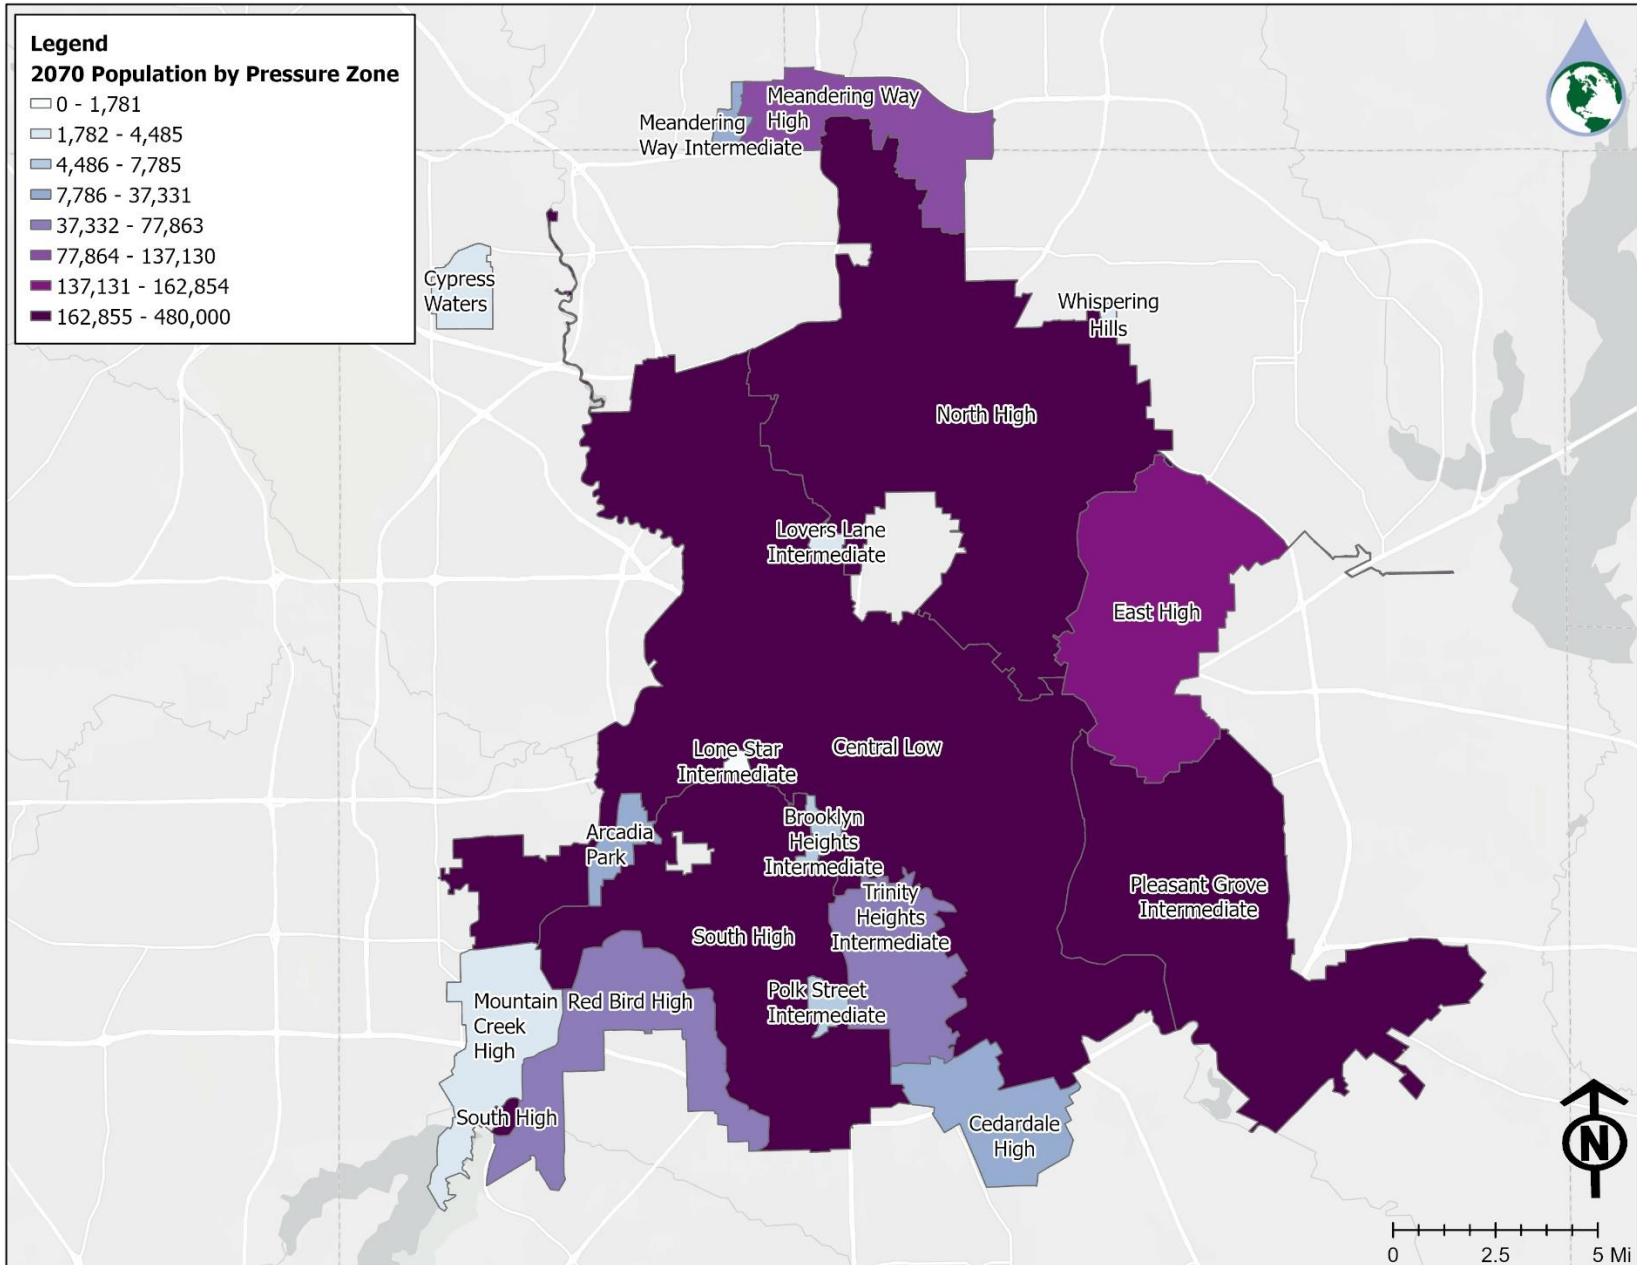 Legend
2070 Population by Pressure Zone
0 - 1,781
1,782 - 4,485
4,486 - 7,785
7,786 - 37,331
37,332 - 77,863
77,864 - 137,130
137,131 - 162,854
162,855 - 480,000
Meandering Way
High
Meandering
Way Intermediate
Cypress
Waters
Whispering
Hills
North High
Lovers Lane
Intermediate
East High
Lone Star
Intermediate
Central Low
Arcadia
Park
Brooklyn
Heights
Intermediate
Pleasant Grove
Intermediate
Trinity
Heights
Intermediate
South High
Mountain
Creek
High
Red Bird High
Polk Street
Intermediate
South High
Cedardale
High
N
0 2.5 5 Mi